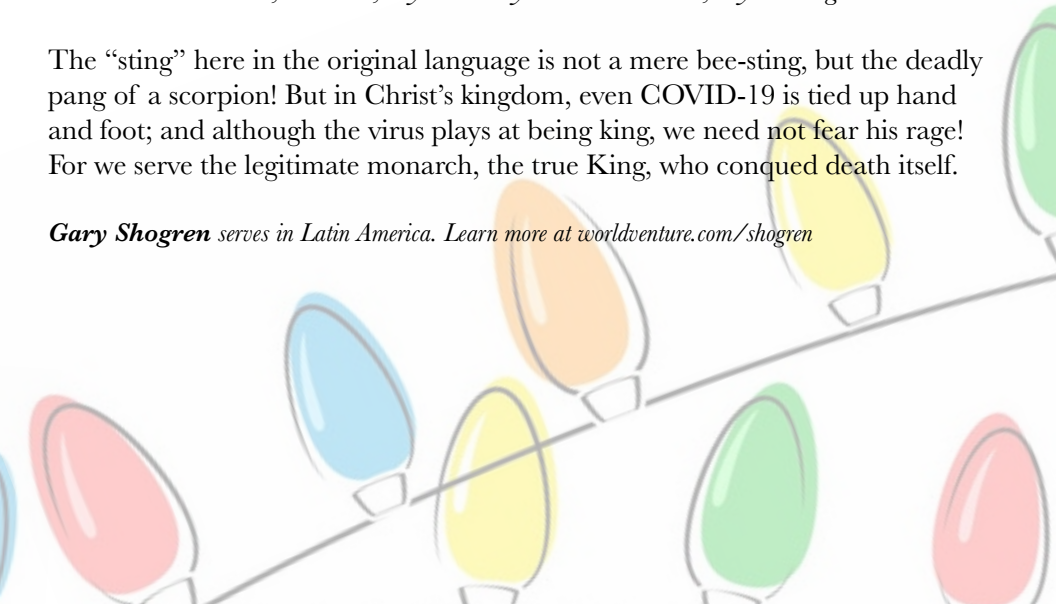 The “sting” here in the original language is not a mere bee-sting, but the deadly
pang of a scorpion! But in Christ’s kingdom, even COVID-19 is tied up hand
and foot; and although the virus plays at being king, we need not fear his rage!
For we serve the legitimate monarch, the true King, who conqued death itself.
Gary Shogren serves in Latin America. Learn more at worldventure.com/shogren